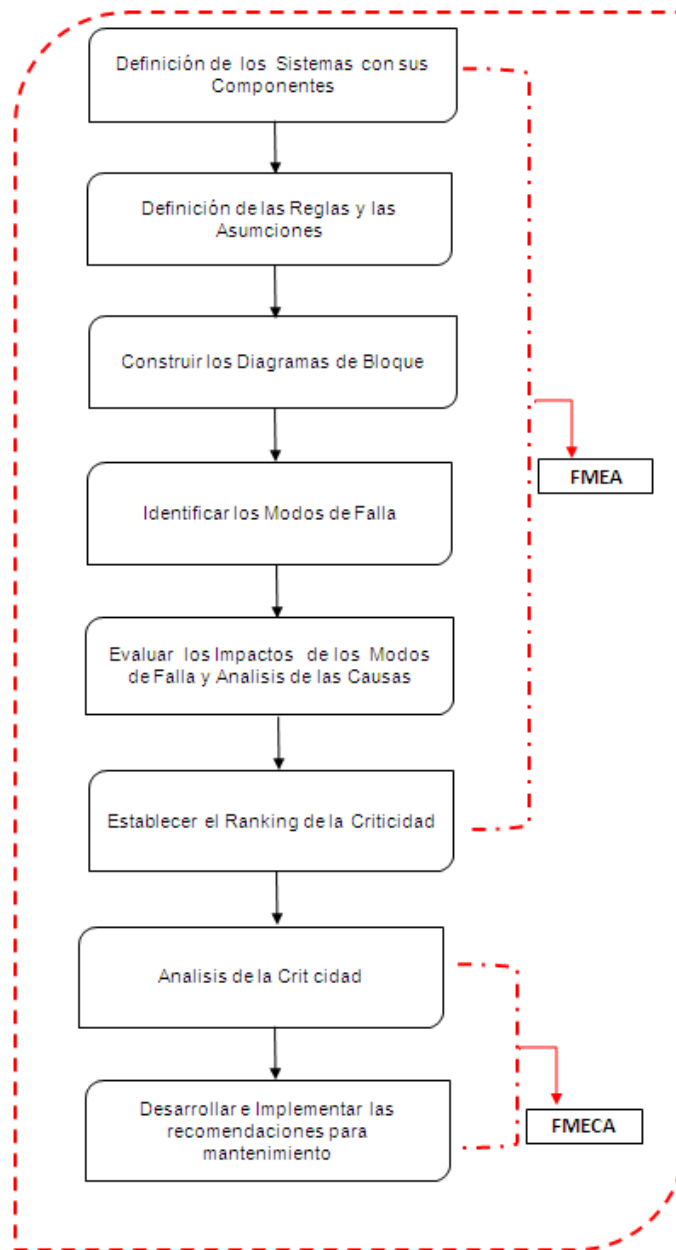 Definición de los Sistemas con sus
Componentes
Definición de las Reglas y las
Asumciones
Construir los Diagramas de Bloque
FMEA
Identificar los Modos de Falla
Evaluar los Impactos de los Modos
de Falla y Analisis de las Causas
Establecer el Ranking de la Criticidad
Analisis de la Crit cidad
Desarrollar e Implementar las
recomendaciones para
mantenimiento
FMECA